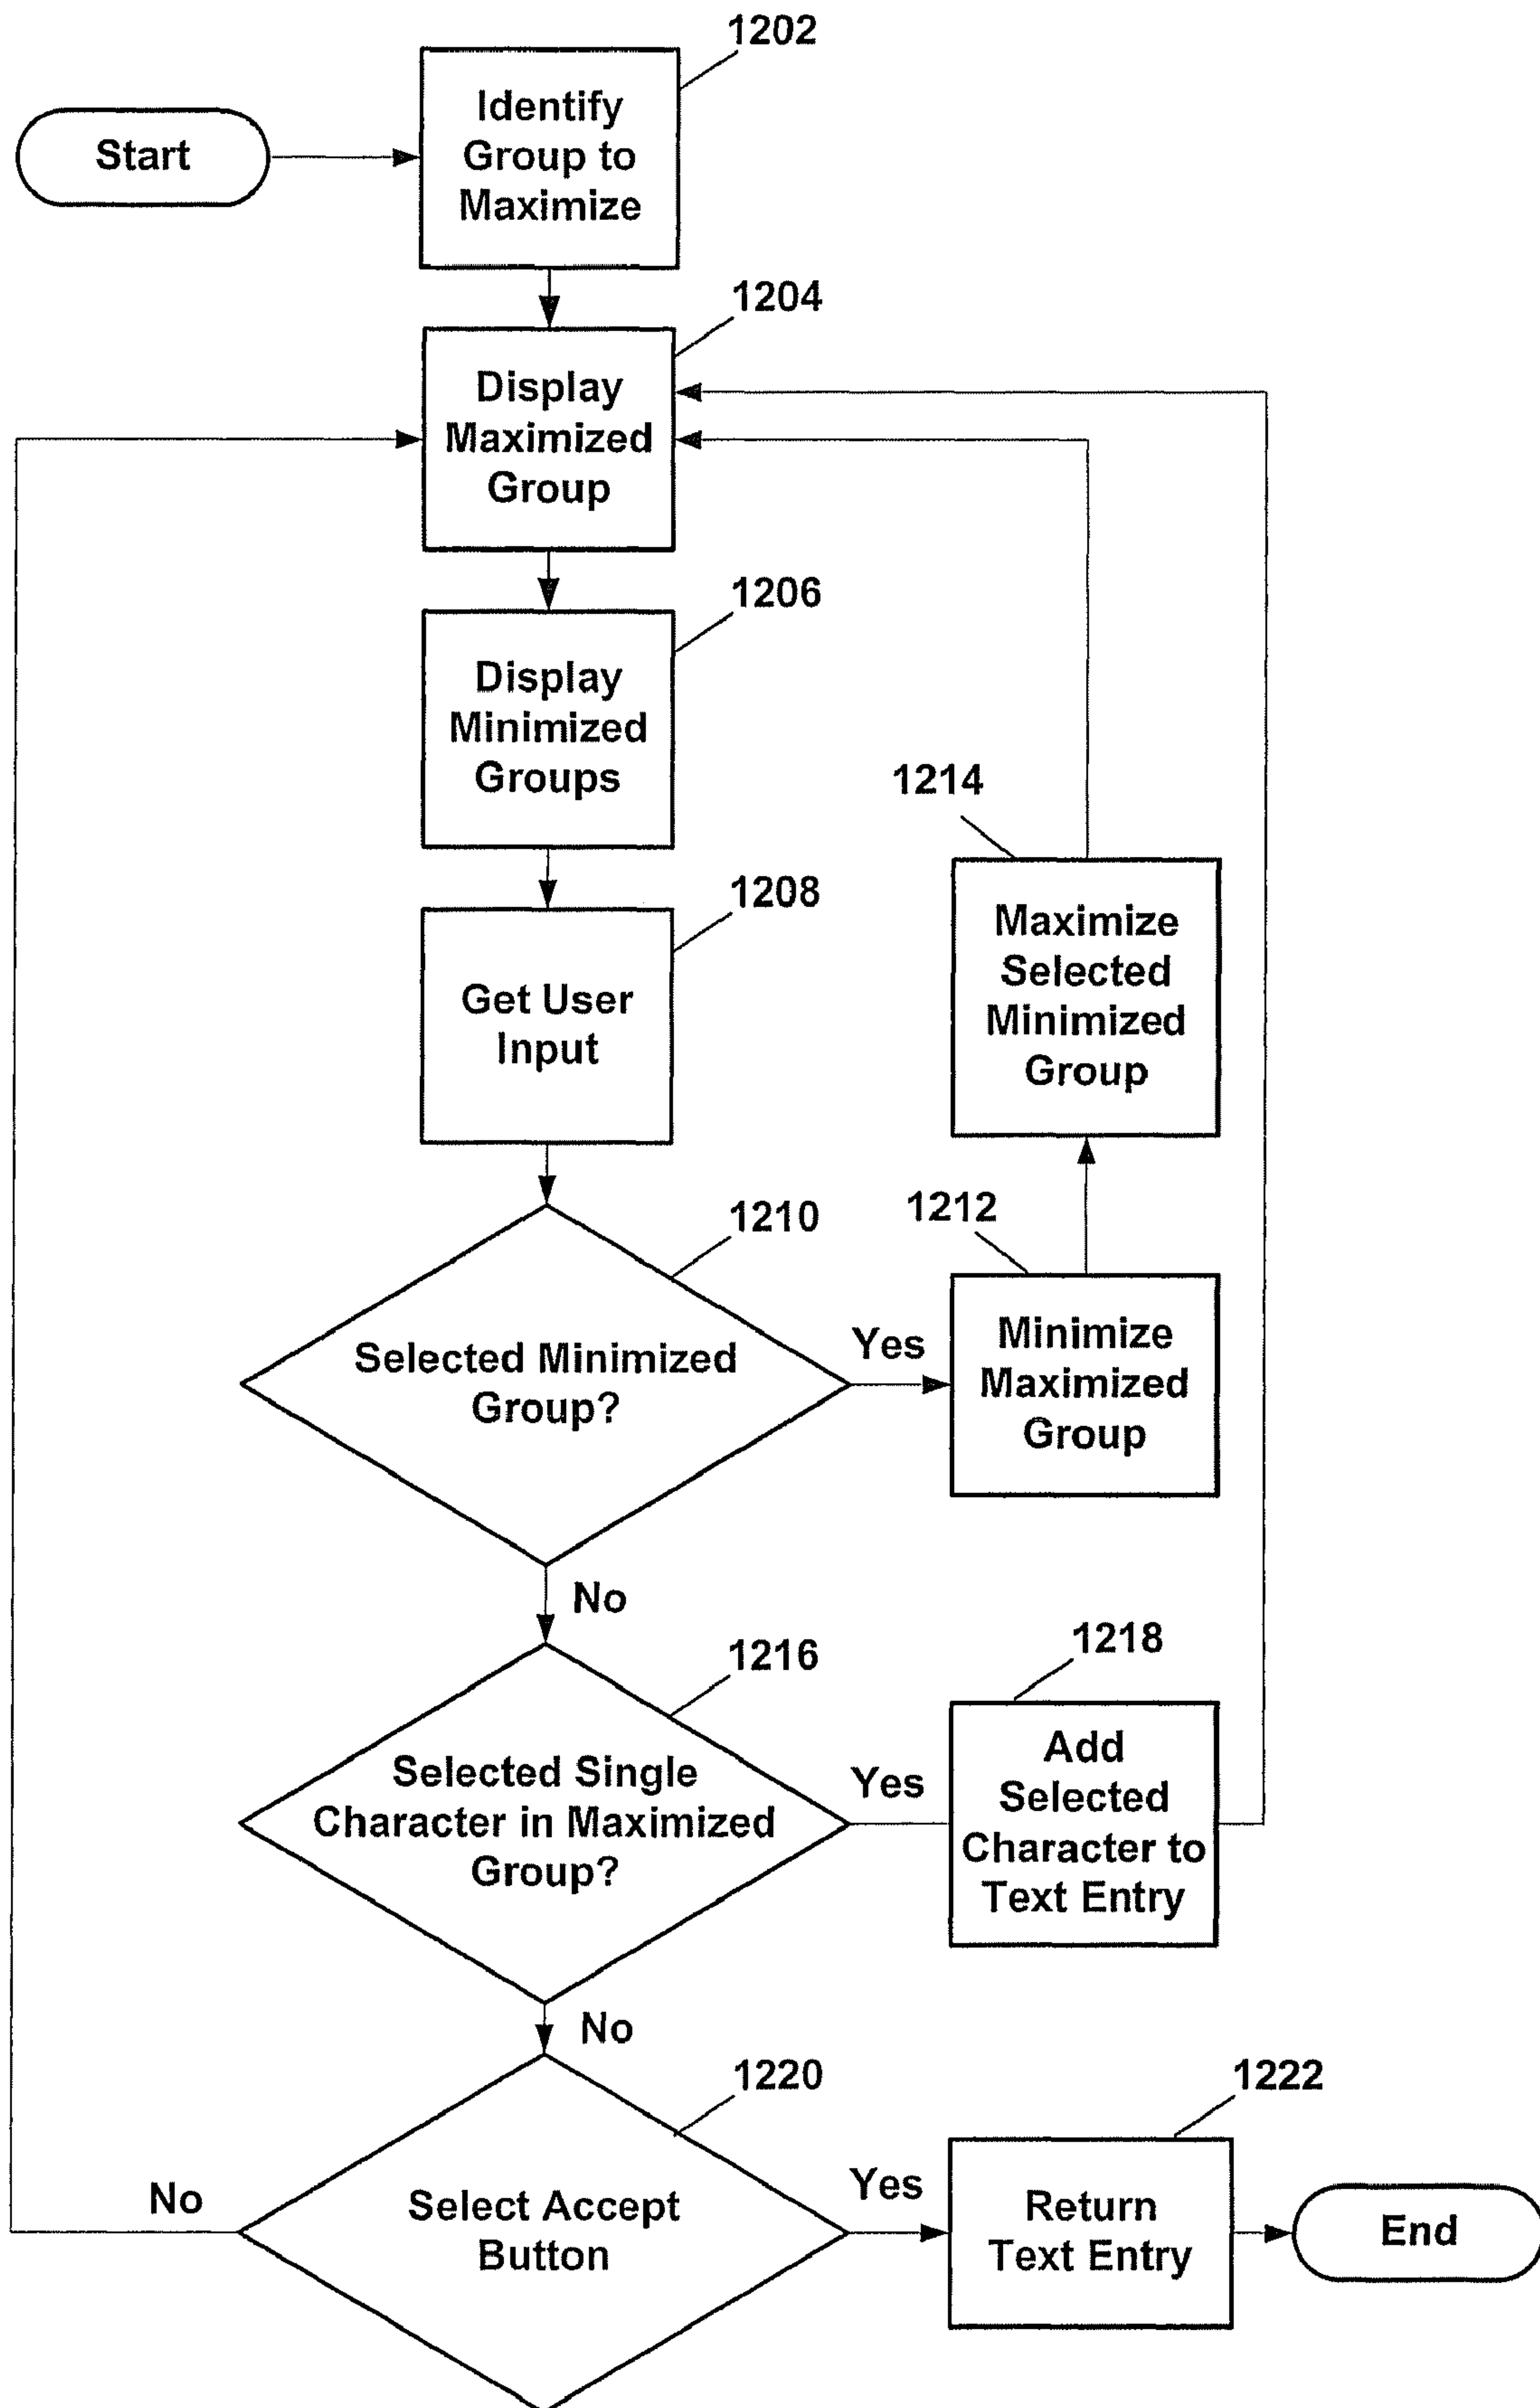 1202
Identify
Group to
Maximize
Start
1204
Display
Maximized
Group
1206
Display
Minimized
Groups
1214
Maximize
Selected
Minimized
Group
1208
Get User
Input
1210
Selected Minimized
Group?
Yes
1212
Minimize
Maximized
Group
No
1216
Selected Single
Character in Maximized
Group?
Yes
1218
Add
Selected
Character to
Text Entry
No
1220
Select Accept
Button
No
Yes
1222
Return
Text Entry
End